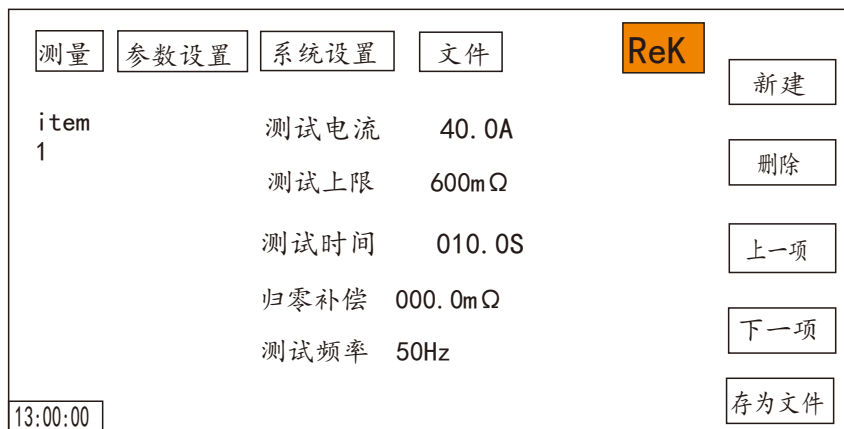 测量 参数设置 系统设置 文件 ReK
新建
item
1
测试电流 40.0A
测试上限 600mΩ
测试时间 010.0S
归零补偿 000.0mΩ
测试频率 50Hz
删除
上一项
下一项
存为文件
13:00:00